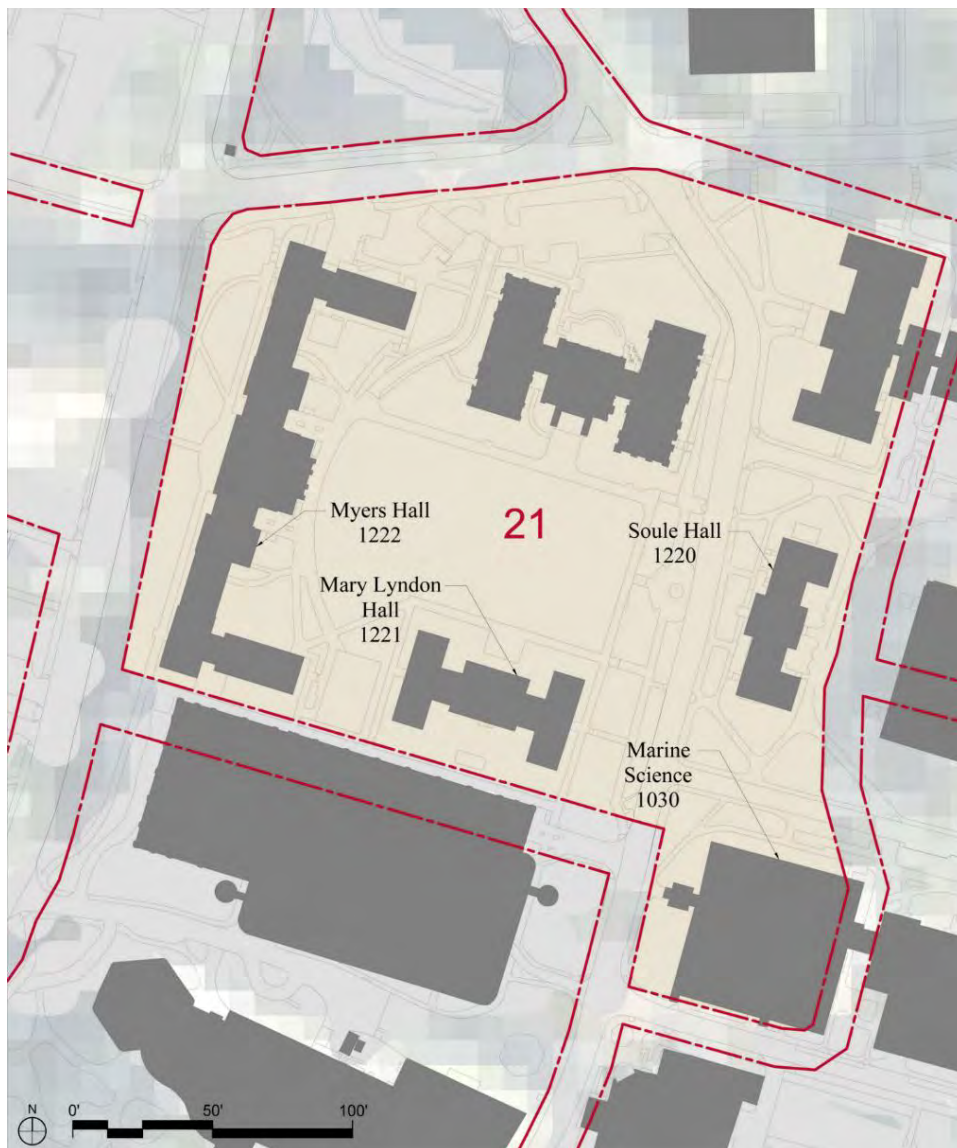 Myers Hall
1222
21
Soule Hall
1220
Mary Lyndon
Hall
1221
Marine
Science
1030
N
0'
50'
100'